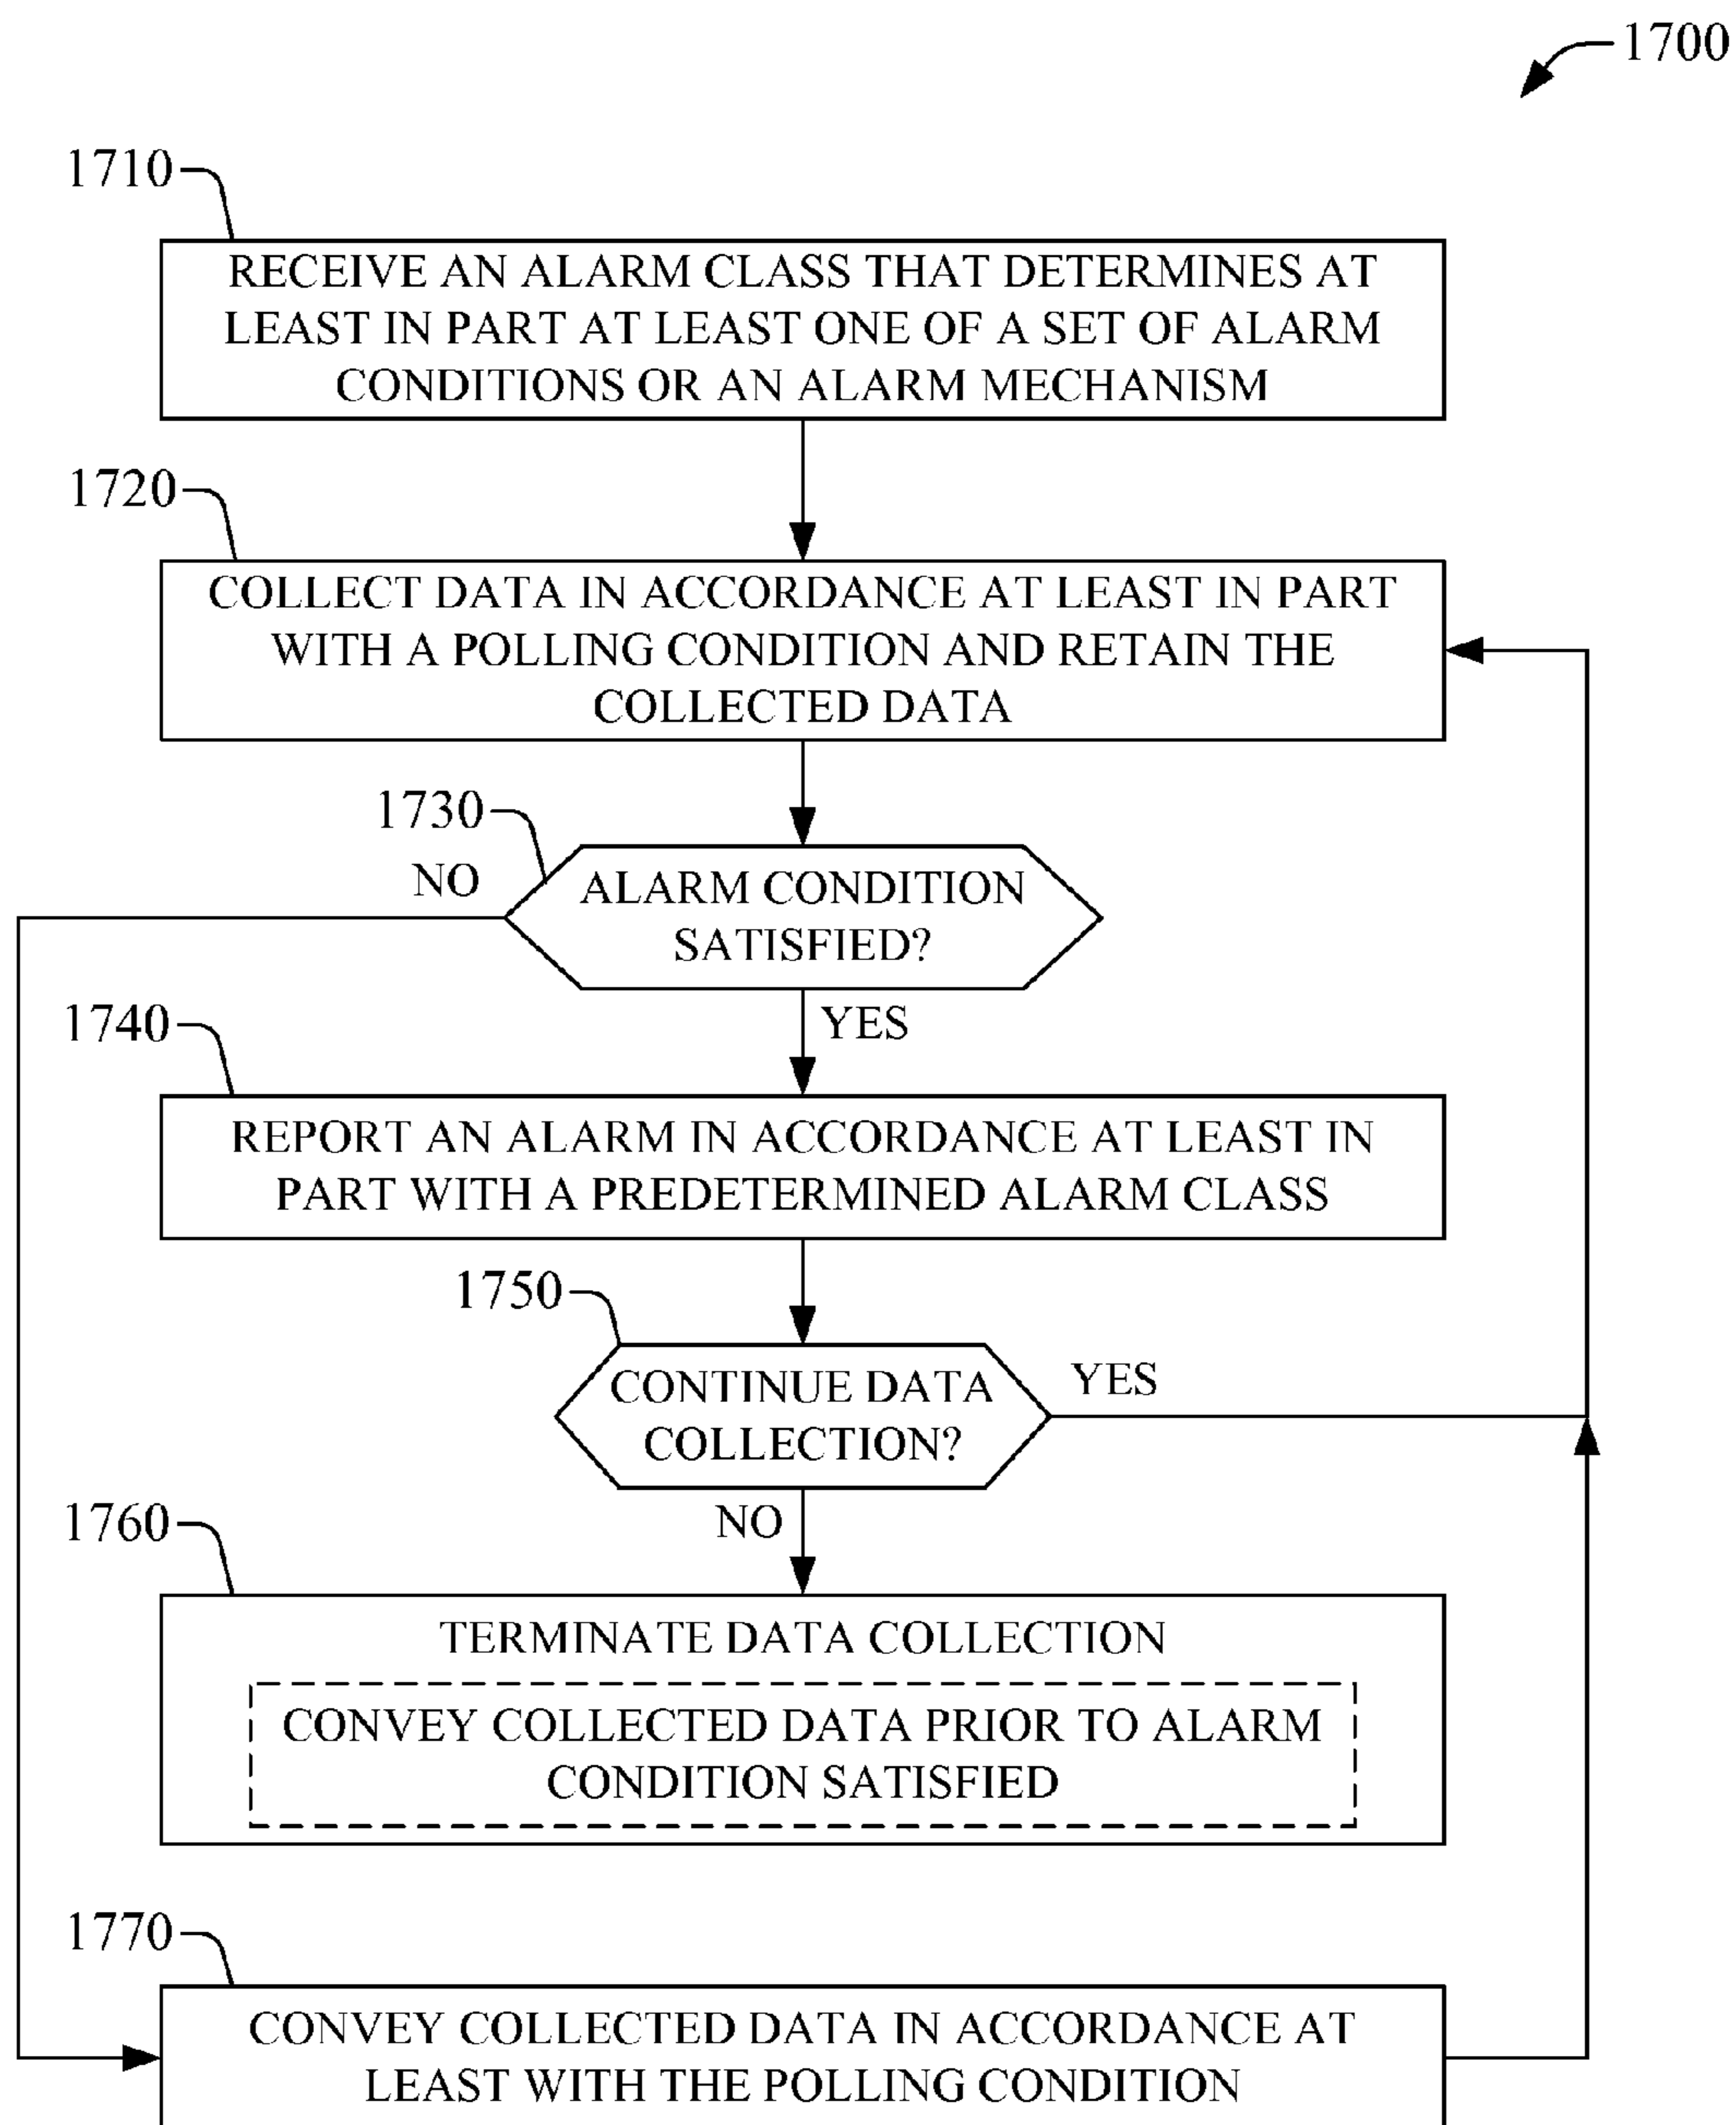 1700
1710
RECEIVE AN ALARM CLASS THAT DETERMINES AT
LEAST IN PART AT LEAST ONE OF A SET OF ALARM
CONDITIONS OR AN ALARM MECHANISM
1720
COLLECT DATA IN ACCORDANCE AT LEAST IN PART
WITH A POLLING CONDITION AND RETAIN THE
COLLECTED DATA
1730
NO
ALARM CONDITION
SATISFIED?
1740
YES
REPORT AN ALARM IN ACCORDANCE AT LEAST IN
PART WITH A PREDETERMINED ALARM CLASS
1750
CONTINUE DATA
COLLECTION?
YES
1760
NO
TERMINATE DATA COLLECTION
CONVEY COLLECTED DATA PRIOR TO ALARM
CONDITION SATISFIED
1770
CONVEY COLLECTED DATA IN ACCORDANCE AT
LEAST WITH THE POLLING CONDITION